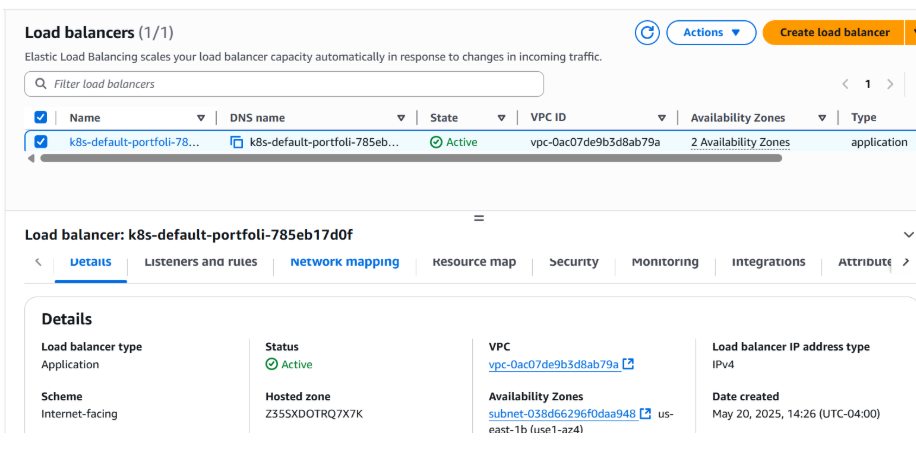 Load balancers (1/1)
Actions ▼
Create load balancer
Elastic Load Balancing scales your load balancer capacity automatically in response to changes in incoming traffic.
Filter load balancers
1
Name DNS name State VPC ID Availability Zones Type
k8s-default-portfoli-78... k8s-default-portfoli-785eb... Active vpc-0ac07de9b3d8ab79a 2 Availability Zones application
Load balancer: k8s-default-portfoli-785eb17d0f
Details Listeners and rules Network mapping Resource map Security Monitoring Integrations Attribute
Details
Load balancer type Status VPC Load balancer IP address type
Application Active vpc-0ac07de9b3d8ab79a IPv4
Scheme Hosted zone Availability Zones Date created
Internet-facing Z35SXDOTRQ7X7K subnet-038d66296f0daa948 us- May 20, 2025, 14:26 (UTC-04:00)
east-1b (use1-az4)